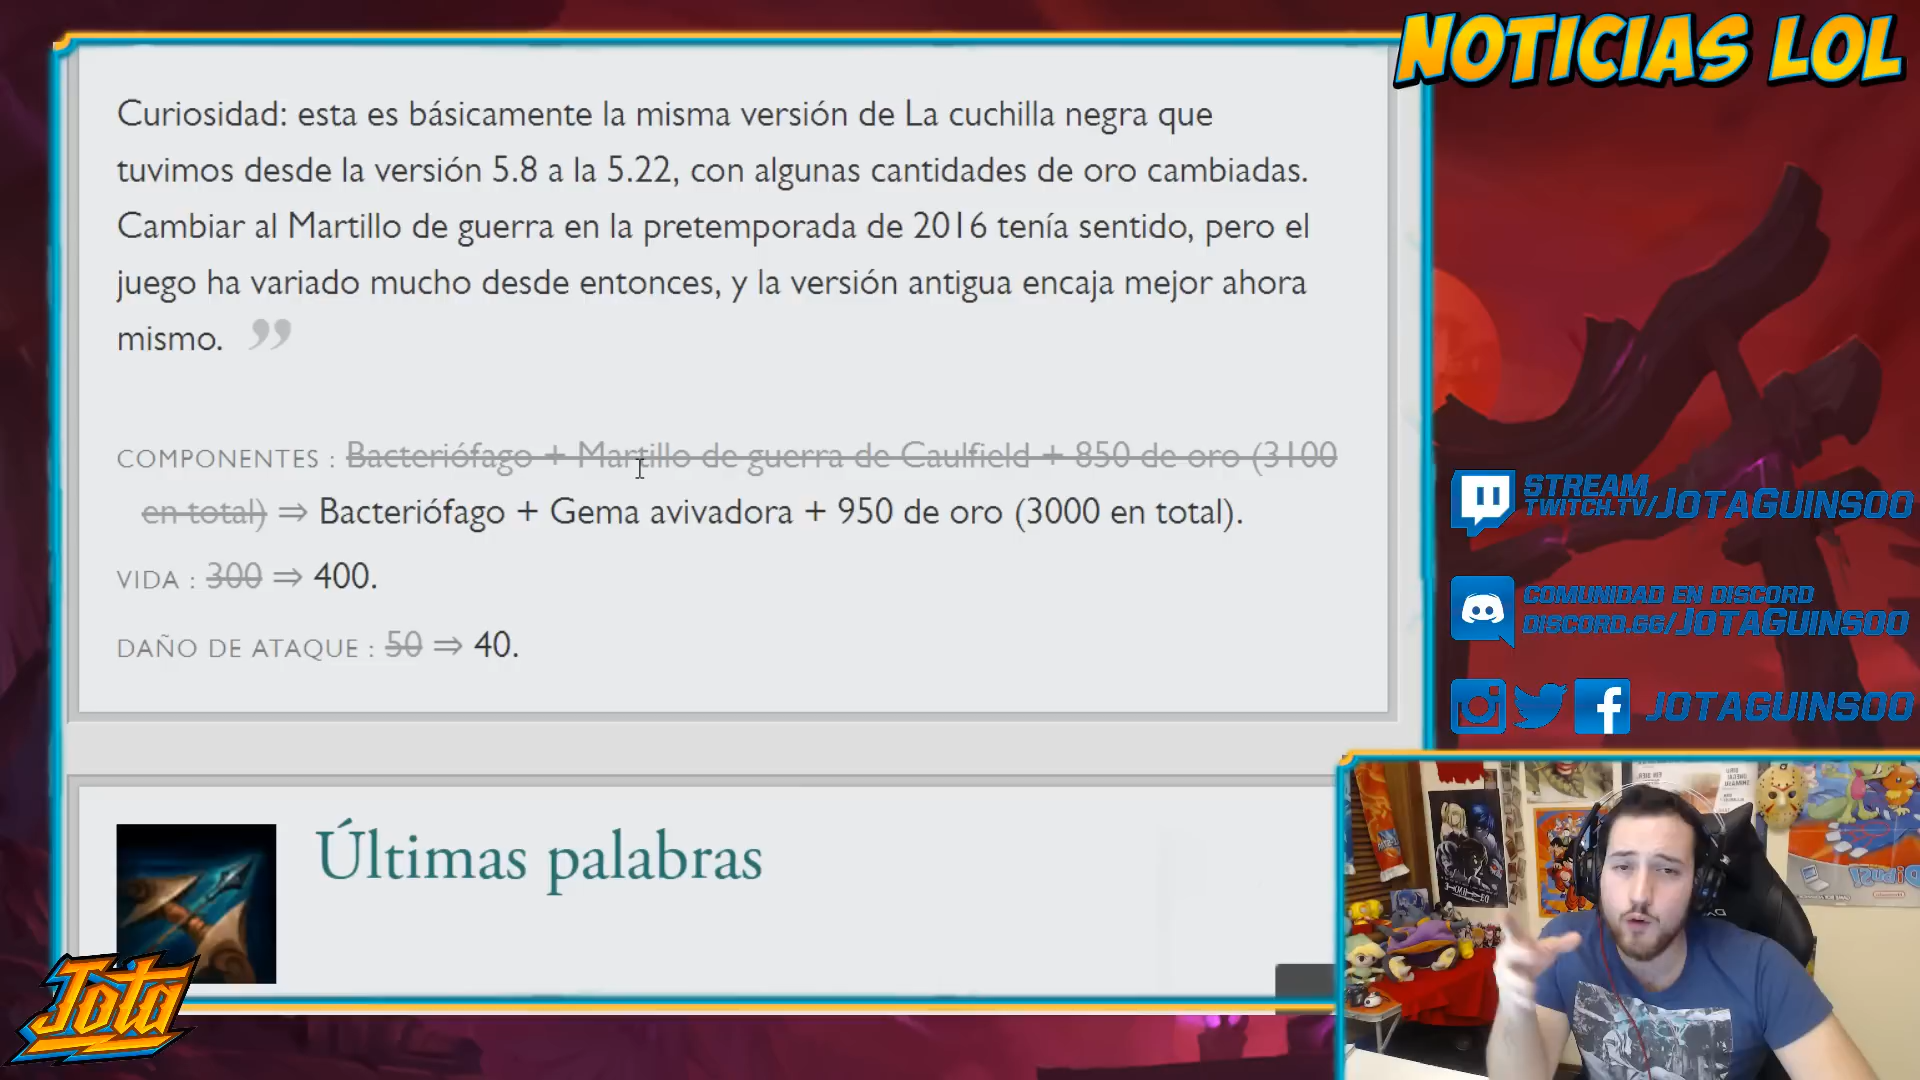 NOTICIAS LOL
Curiosidad: esta es básicamente la misma versión de La cuchilla negra que
tuvimos desde la versión 5.8 a la 5.22, con algunas cantidades de oro cambiadas.
Cambiar al Martillo de guerra en la pretemporada de 2016 tenía sentido, pero el
juego ha variado mucho desde entonces, y la versión antigua encaja mejor ahora
mismo. ”
COMPONENTES : Bacteriófago + Martillo de guerra de Caulfield + 850 de oro (3100
en total) ⇒ Bacteriófago + Gema avivadora + 950 de oro (3000 en total).
VIDA : 300 ⇒ 400.
DAÑO DE ATAQUE : 50 ⇒ 40.
Últimas palabras
STREAM
TWITCH.TV/JOTAGUINSOO
COMUNIDAD EN DISCORD
DISCORD.GG/JOTAGUINSOO
JOTAGUINSOO
Jota